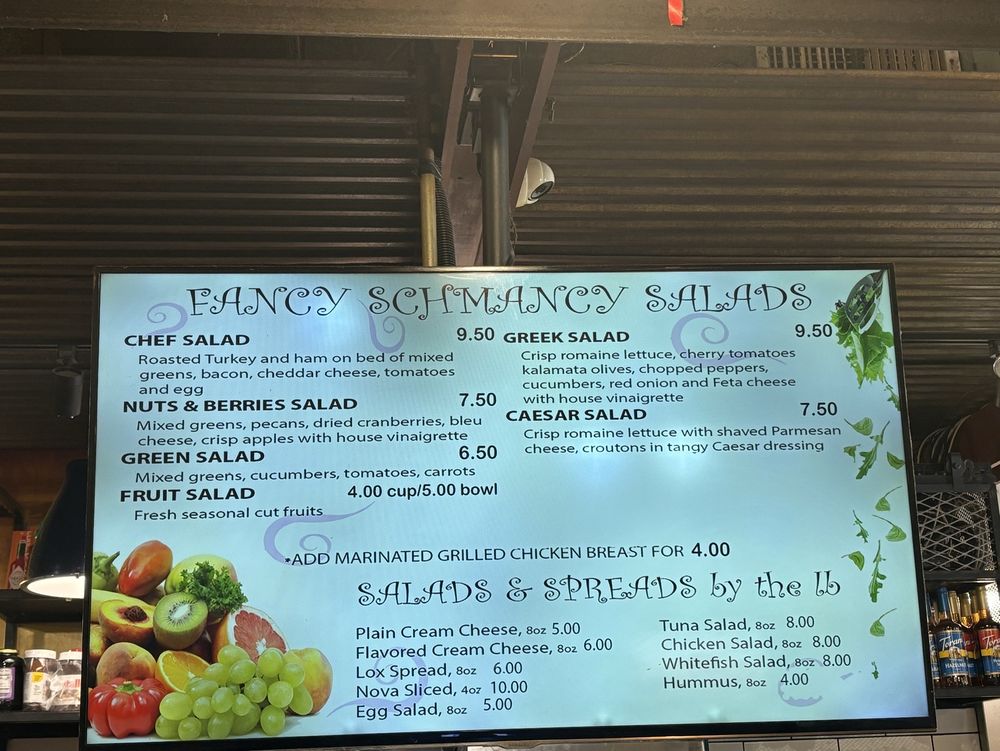 FANCY SCHMANCY SALADS
CHEF SALAD 9.50
Roasted Turkey and ham on bed of mixed
greens, bacon, cheddar cheese, tomatoes
and egg
NUTS & BERRIES SALAD 7.50
Mixed greens, pecans, dried cranberries, bleu
cheese, crisp apples with house vinaigrette
GREEN SALAD 6.50
Mixed greens, cucumbers, tomatoes, carrots
FRUIT SALAD 4.00 cup/5.00 bowl
Fresh seasonal cut fruits
GREEK SALAD 9.50
Crisp romaine lettuce, cherry tomatoes
kalamata olives, chopped peppers,
cucumbers, red onion and Feta cheese
with house vinaigrette
CAESAR SALAD 7.50
Crisp romaine lettuce with shaved Parmesan
cheese, croutons in tangy Caesar dressing
*ADD MARINATED GRILLED CHICKEN BREAST FOR 4.00
SALADS & SPREADS by the lb
Plain Cream Cheese, 8oz 5.00
Flavored Cream Cheese, 8oz 6.00
Lox Spread, 8oz 6.00
Nova Sliced, 4oz 10.00
Egg Salad, 8oz 5.00
Tuna Salad, 8oz 8.00
Chicken Salad, 8oz 8.00
Whitefish Salad, 8oz 8.00
Hummus, 8oz 4.00
Torani